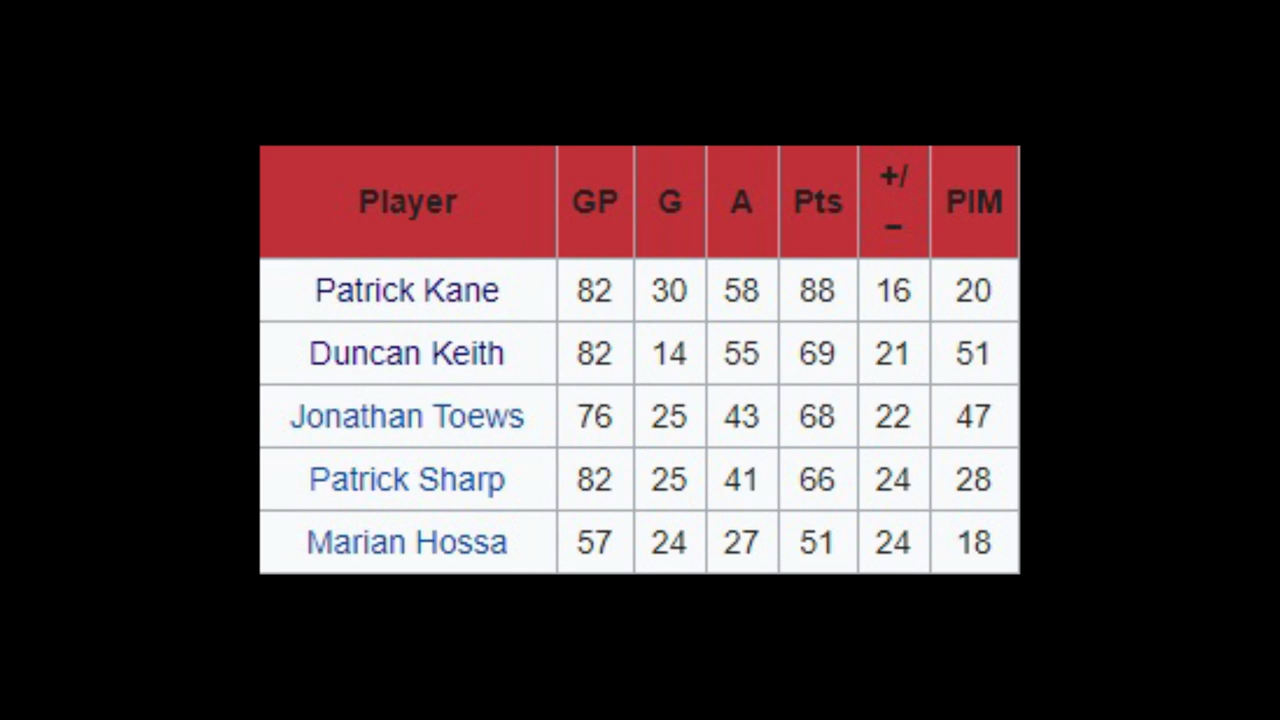 Player GP G A Pts +/− PIM
Patrick Kane 82 30 58 88 16 20
Duncan Keith 82 14 55 69 21 51
Jonathan Toews 76 25 43 68 22 47
Patrick Sharp 82 25 41 66 24 28
Marian Hossa 57 24 27 51 24 18